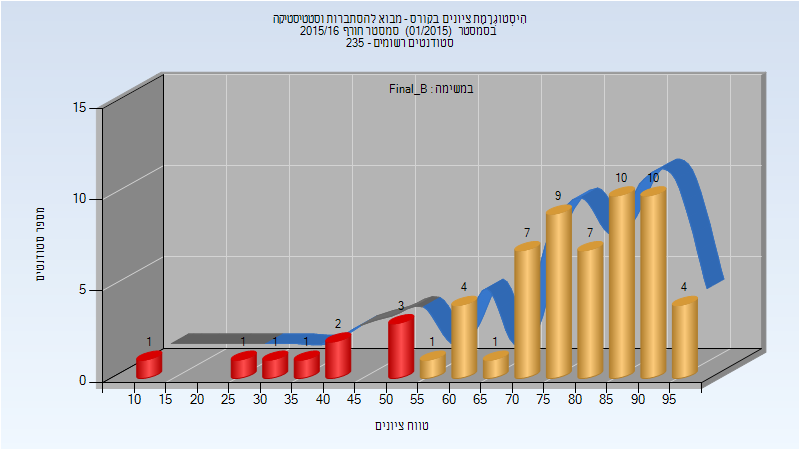 היסטוגרמת ציונים בקורס - מבוא להסתברות וסטטיסטיקה
בסמסטר (01/2015) סמסטר חורף 2015/16
סטודנטים רשומים - 235
במשימה : Final_B
15
10
5
0
מספר סטודנטים
1
1
1
1
2
3
1
4
1
7
9
7
10
10
4
10 15 20 25 30 35 40 45 50 55 60 65 70 75 80 85 90 95
טווח ציונים